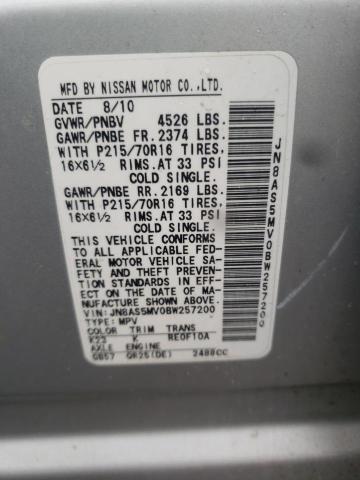 MFD BY NISSAN MOTOR CO.,LTD.
DATE 8/10
GVWR/PNBV 4526 LBS.
GAWR/PNBE FR. 2374 LBS.
WITH P215/70R16 TIRES,
16X6½ RIMS.AT 33 PSI
COLD SINGLE.
GAWR/PNBE RR. 2169 LBS.
WITH P215/70R16 TIRES,
16X6½ RIMS.AT 33 PSI
COLD SINGLE.
THIS VEHICLE CONFORMS
TO ALL APPLICABLE FED-
ERAL MOTOR VEHICLE SA-
FETY AND THEFT PREVENTION
STANDARDS IN EFFECT ON
THE DATE OF MA-
NUFACTURE SHOWN ABOVE.
VIN: JN8AS5MV0BW257200
TYPE: MPV
COLOR TRIM TRANS
K23 K RE0F10A
AXLE ENGINE
GB57 QR25(DE) 2488CC
JN8AS5MV0BW257200